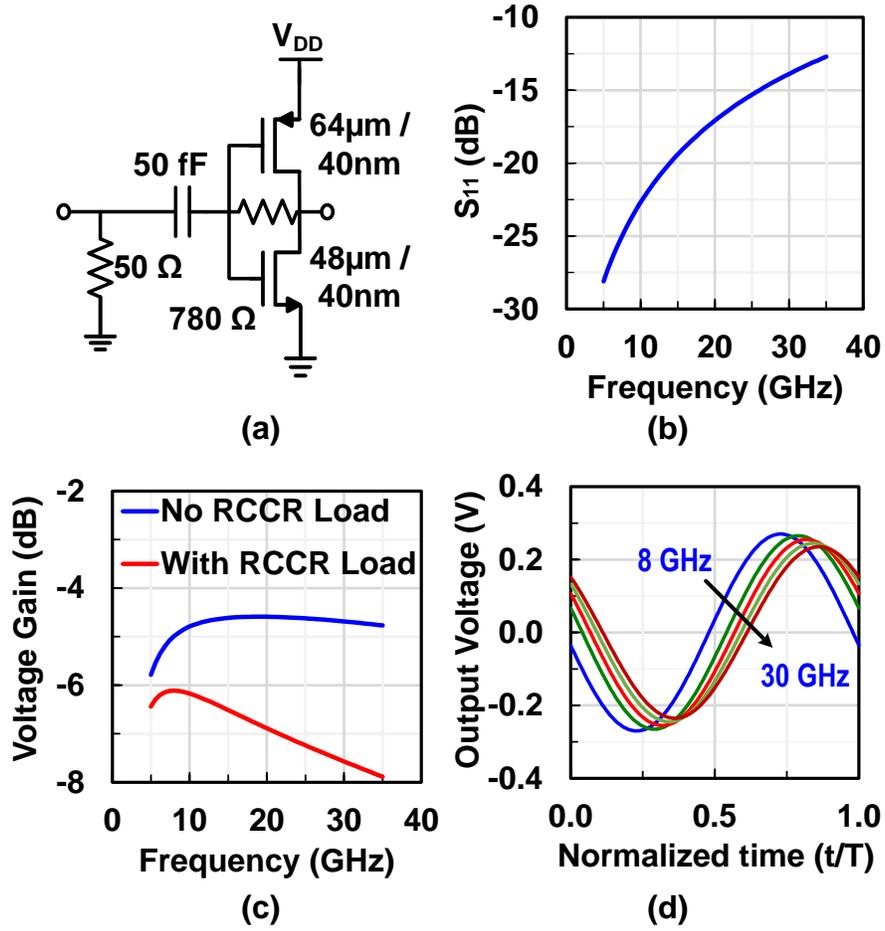 V_DD
64µm /
40nm
50 fF
50 Ω
48µm /
40nm
780 Ω
(a)
S₁₁ (dB)
-10
-15
-20
-25
-30
0 10 20 30 40
Frequency (GHz)
(b)
Voltage Gain (dB)
-2
-4
-6
-8
No RCCR Load
With RCCR Load
0 10 20 30 40
Frequency (GHz)
(c)
Output Voltage (V)
0.4
0.2
0.0
-0.2
-0.4
8 GHz
30 GHz
0.0 0.5 1.0
Normalized time (t/T)
(d)